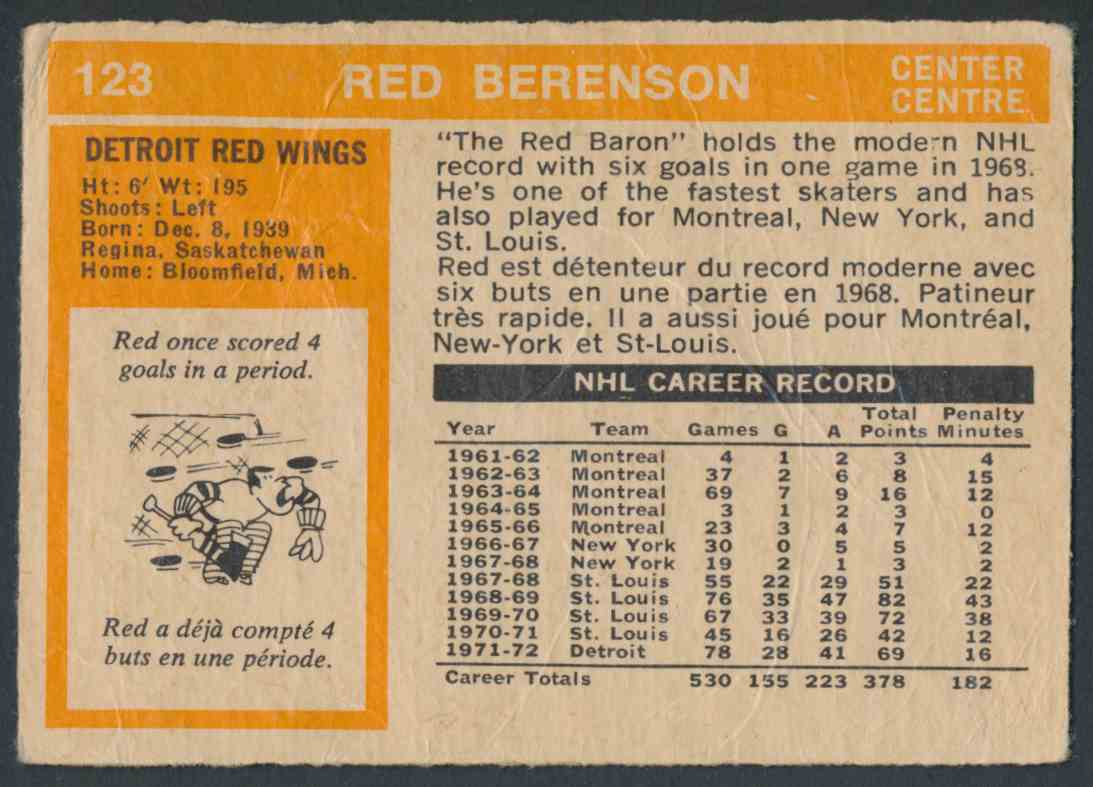 123 RED BERENSON CENTER
CENTRE
DETROIT RED WINGS
Ht: 6' Wt: 195
Shoots: Left
Born: Dec. 8, 1939
Regina, Saskatchewan
Home: Bloomfield, Mich.
Red once scored 4
goals in a period.
Red a déjà compté 4
buts en une période.
"The Red Baron" holds the modern NHL
record with six goals in one game in 1968.
He's one of the fastest skaters and has
also played for Montreal, New York, and
St. Louis.
Red est détenteur du record moderne avec
six buts en une partie en 1968. Patineur
très rapide. Il a aussi joué pour Montréal,
New-York et St-Louis.
NHL CAREER RECORD
Total Penalty
Year Team Games G A Points Minutes
1961-62 Montreal 4 1 2 3 4
1962-63 Montreal 37 2 6 8 15
1963-64 Montreal 69 7 9 16 12
1964-65 Montreal 3 1 2 3 0
1965-66 Montreal 23 3 4 7 12
1966-67 New York 30 0 5 5 2
1967-68 New York 19 2 1 3 2
1967-68 St. Louis 55 22 29 51 22
1968-69 St. Louis 76 35 47 82 43
1969-70 St. Louis 67 33 39 72 38
1970-71 St. Louis 45 16 26 42 12
1971-72 Detroit 78 28 41 69 16
Career Totals 530 155 223 378 182